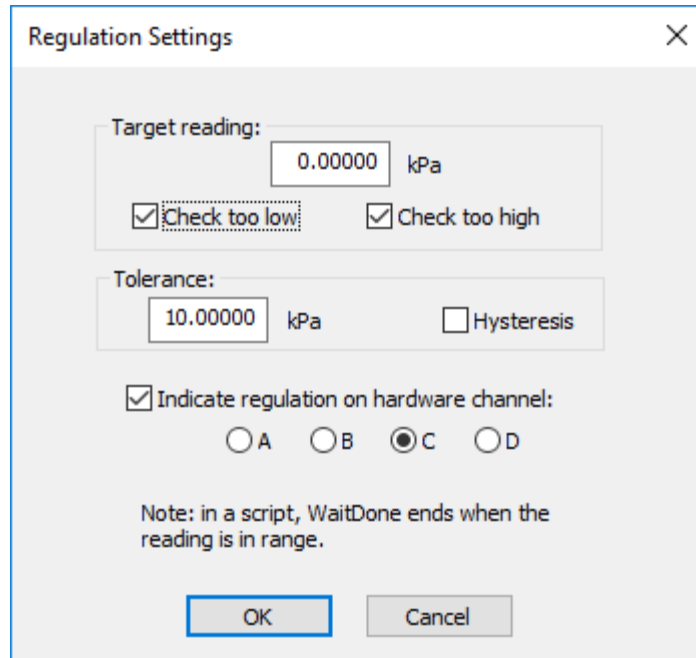 Regulation Settings
Target reading:
0.00000 kPa
Check too low Check too high
Tolerance:
10.00000 kPa Hysteresis
Indicate regulation on hardware channel:
A B C D
Note: in a script, WaitDone ends when the
reading is in range.
OK Cancel